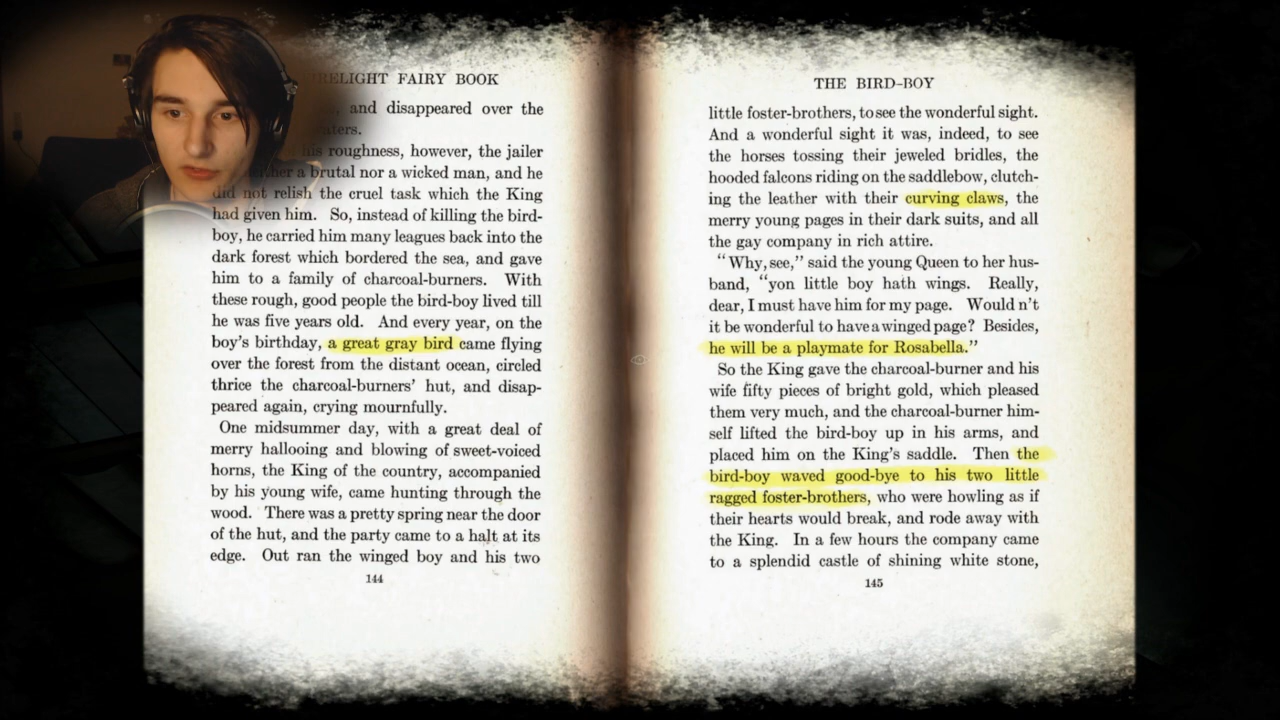 RELIGHT FAIRY BOOK
and disappeared over the
his roughness, however, the jailer
a brutal nor a wicked man, and he
did not relish the cruel task which the King
had given him. So, instead of killing the bird-
boy, he carried him many leagues back into the
dark forest which bordered the sea, and gave
him to a family of charcoal-burners. With
these rough, good people the bird-boy lived till
he was five years old. And every year, on the
boy's birthday, a great gray bird came flying
over the forest from the distant ocean, circled
thrice the charcoal-burners' hut, and disap-
peared again, crying mournfully.
One midsummer day, with a great deal of
merry hallooing and blowing of sweet-voiced
horns, the King of the country, accompanied
by his young wife, came hunting through the
wood. There was a pretty spring near the door
of the hut, and the party came to a halt at its
edge. Out ran the winged boy and his two
144
THE BIRD-BOY
little foster-brothers, to see the wonderful sight.
And a wonderful sight it was, indeed, to see
the horses tossing their jeweled bridles, the
hooded falcons riding on the saddlebow, clutch-
ing the leather with their curving claws, the
merry young pages in their dark suits, and all
the gay company in rich attire.
"Why, see," said the young Queen to her hus-
band, "yon little boy hath wings. Really,
dear, I must have him for my page. Would n't
it be wonderful to have a winged page? Besides,
he will be a playmate for Rosabella."
So the King gave the charcoal-burner and his
wife fifty pieces of bright gold, which pleased
them very much, and the charcoal-burner him-
self lifted the bird-boy up in his arms, and
placed him on the King's saddle. Then the
bird-boy waved good-bye to his two little
ragged foster-brothers, who were howling as if
their hearts would break, and rode away with
the King. In a few hours the company came
to a splendid castle of shining white stone,
145